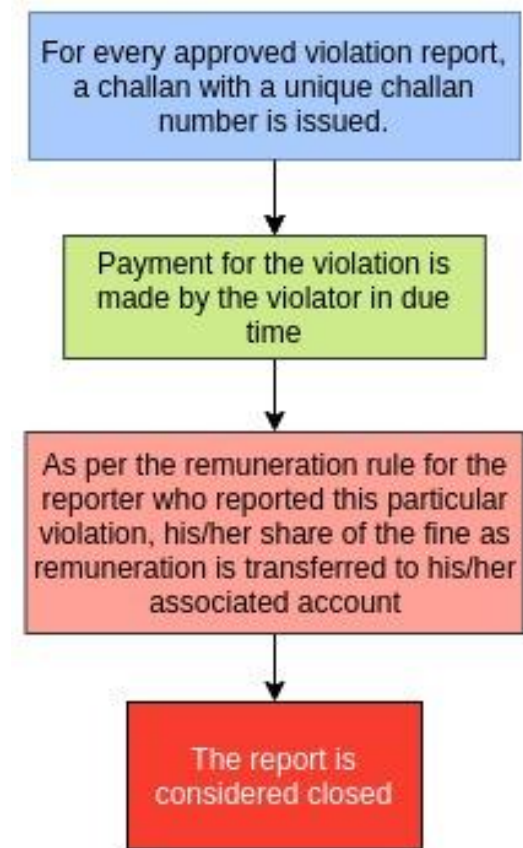 For every approved violation report,
a challan with a unique challan
number is issued.
Payment for the violation is
made by the violator in due
time
As per the remuneration rule for the
reporter who reported this particular
violation, his/her share of the fine as
remuneration is transferred to his/her
associated account
The report is
considered closed